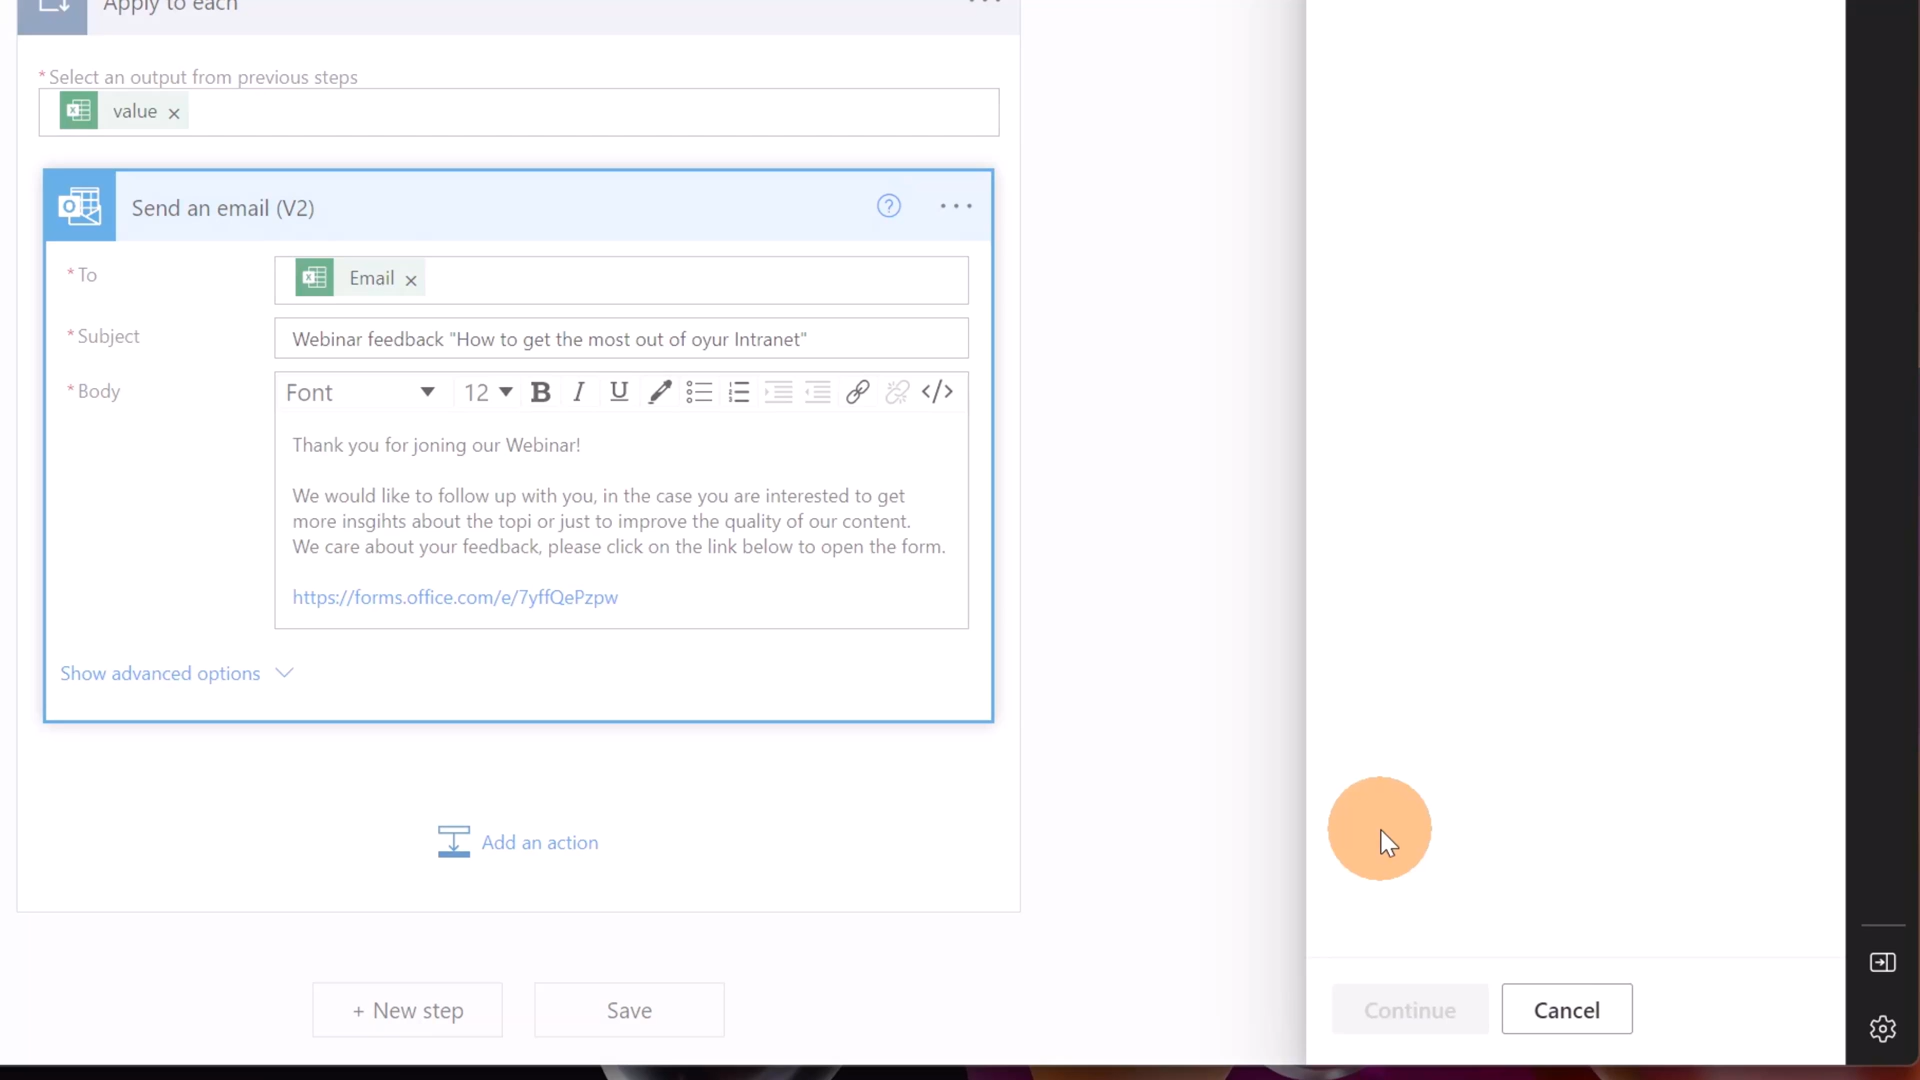 Apply to each
* Select an output from previous steps
value ×
Send an email (V2)
* To
Email ×
* Subject
Webinar feedback "How to get the most out of oyur Intranet"
* Body
Font 12 B I U </>
Thank you for joning our Webinar!
We would like to follow up with you, in the case you are interested to get
more insgihts about the topi or just to improve the quality of our content.
We care about your feedback, please click on the link below to open the form.
https://forms.office.com/e/7yffQePzpw
Show advanced options
Add an action
+ New step
Save
Continue
Cancel